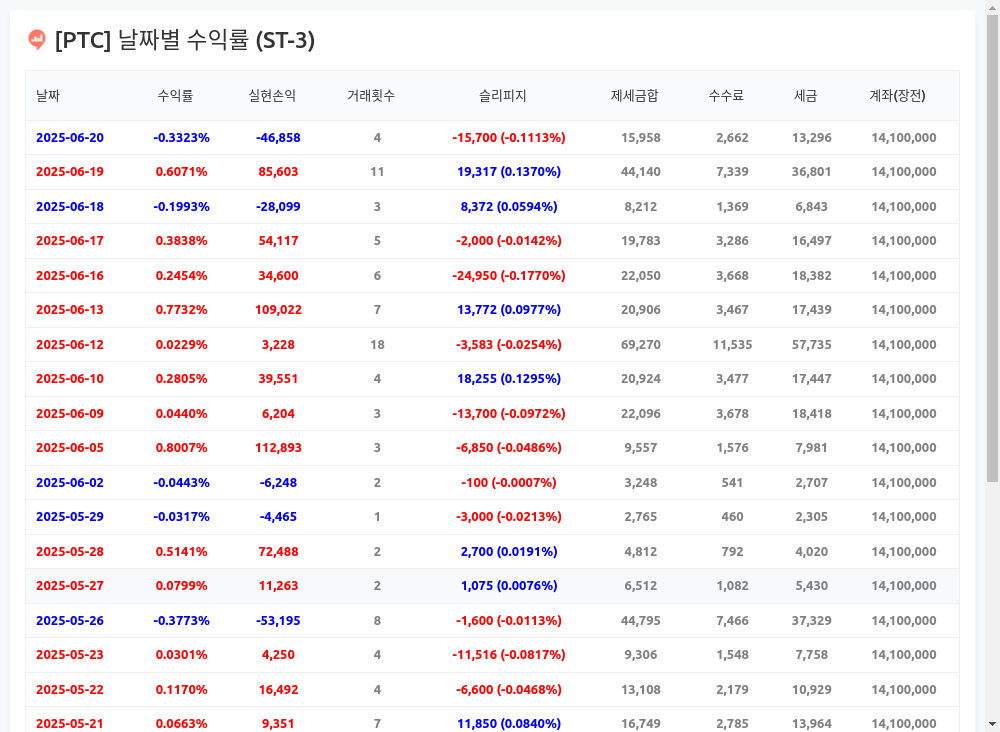 [PTC] 날짜별 수익률 (ST-3)
날짜 수익률 실현손익 거래횟수 슬리피지 제세금합 수수료 세금 계좌(장전)
2025-06-20 -0.3323% -46,858 4 -15,700 (-0.1113%) 15,958 2,662 13,296 14,100,000
2025-06-19 0.6071% 85,603 11 19,317 (0.1370%) 44,140 7,339 36,801 14,100,000
2025-06-18 -0.1993% -28,099 3 8,372 (0.0594%) 8,212 1,369 6,843 14,100,000
2025-06-17 0.3838% 54,117 5 -2,000 (-0.0142%) 19,783 3,286 16,497 14,100,000
2025-06-16 0.2454% 34,600 6 -24,950 (-0.1770%) 22,050 3,668 18,382 14,100,000
2025-06-13 0.7732% 109,022 7 13,772 (0.0977%) 20,906 3,467 17,439 14,100,000
2025-06-12 0.0229% 3,228 18 -3,583 (-0.0254%) 69,270 11,535 57,735 14,100,000
2025-06-10 0.2805% 39,551 4 18,255 (0.1295%) 20,924 3,477 17,447 14,100,000
2025-06-09 0.0440% 6,204 3 -13,700 (-0.0972%) 22,096 3,678 18,418 14,100,000
2025-06-05 0.8007% 112,893 3 -6,850 (-0.0486%) 9,557 1,576 7,981 14,100,000
2025-06-02 -0.0443% -6,248 2 -100 (-0.0007%) 3,248 541 2,707 14,100,000
2025-05-29 -0.0317% -4,465 1 -3,000 (-0.0213%) 2,765 460 2,305 14,100,000
2025-05-28 0.5141% 72,488 2 2,700 (0.0191%) 4,812 792 4,020 14,100,000
2025-05-27 0.0799% 11,263 2 1,075 (0.0076%) 6,512 1,082 5,430 14,100,000
2025-05-26 -0.3773% -53,195 8 -1,600 (-0.0113%) 44,795 7,466 37,329 14,100,000
2025-05-23 0.0301% 4,250 4 -11,516 (-0.0817%) 9,306 1,548 7,758 14,100,000
2025-05-22 0.1170% 16,492 4 -6,600 (-0.0468%) 13,108 2,179 10,929 14,100,000
2025-05-21 0.0663% 9,351 7 11,850 (0.0840%) 16,749 2,785 13,964 14,100,000